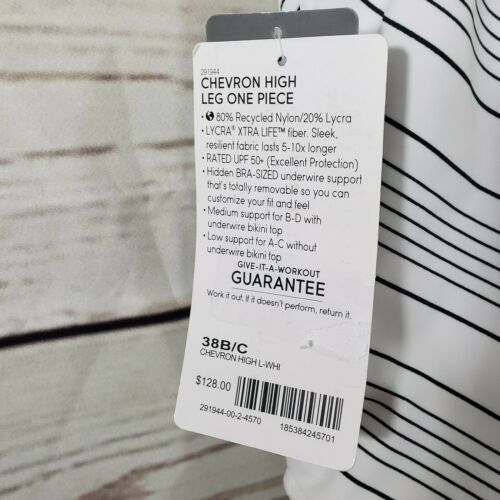 291944
CHEVRON HIGH
LEG ONE PIECE
• 80% Recycled Nylon/20% Lycra
• LYCRA® XTRA LIFE™ fiber. Sleek,
resilient fabric lasts 5-10x longer
• RATED UPF 50+ (Excellent Protection)
• Hidden BRA-SIZED underwire support
that's totally removable so you can
customize your fit and feel
• Medium support for B-D with
underwire bikini top
• Low support for A-C without
underwire bikini top
GIVE-IT-A-WORKOUT
GUARANTEE
Work it out. If it doesn't perform, return it.
38B/C
CHEVRON HIGH L-WHI
$128.00
291944-00-2-4570
185384245701